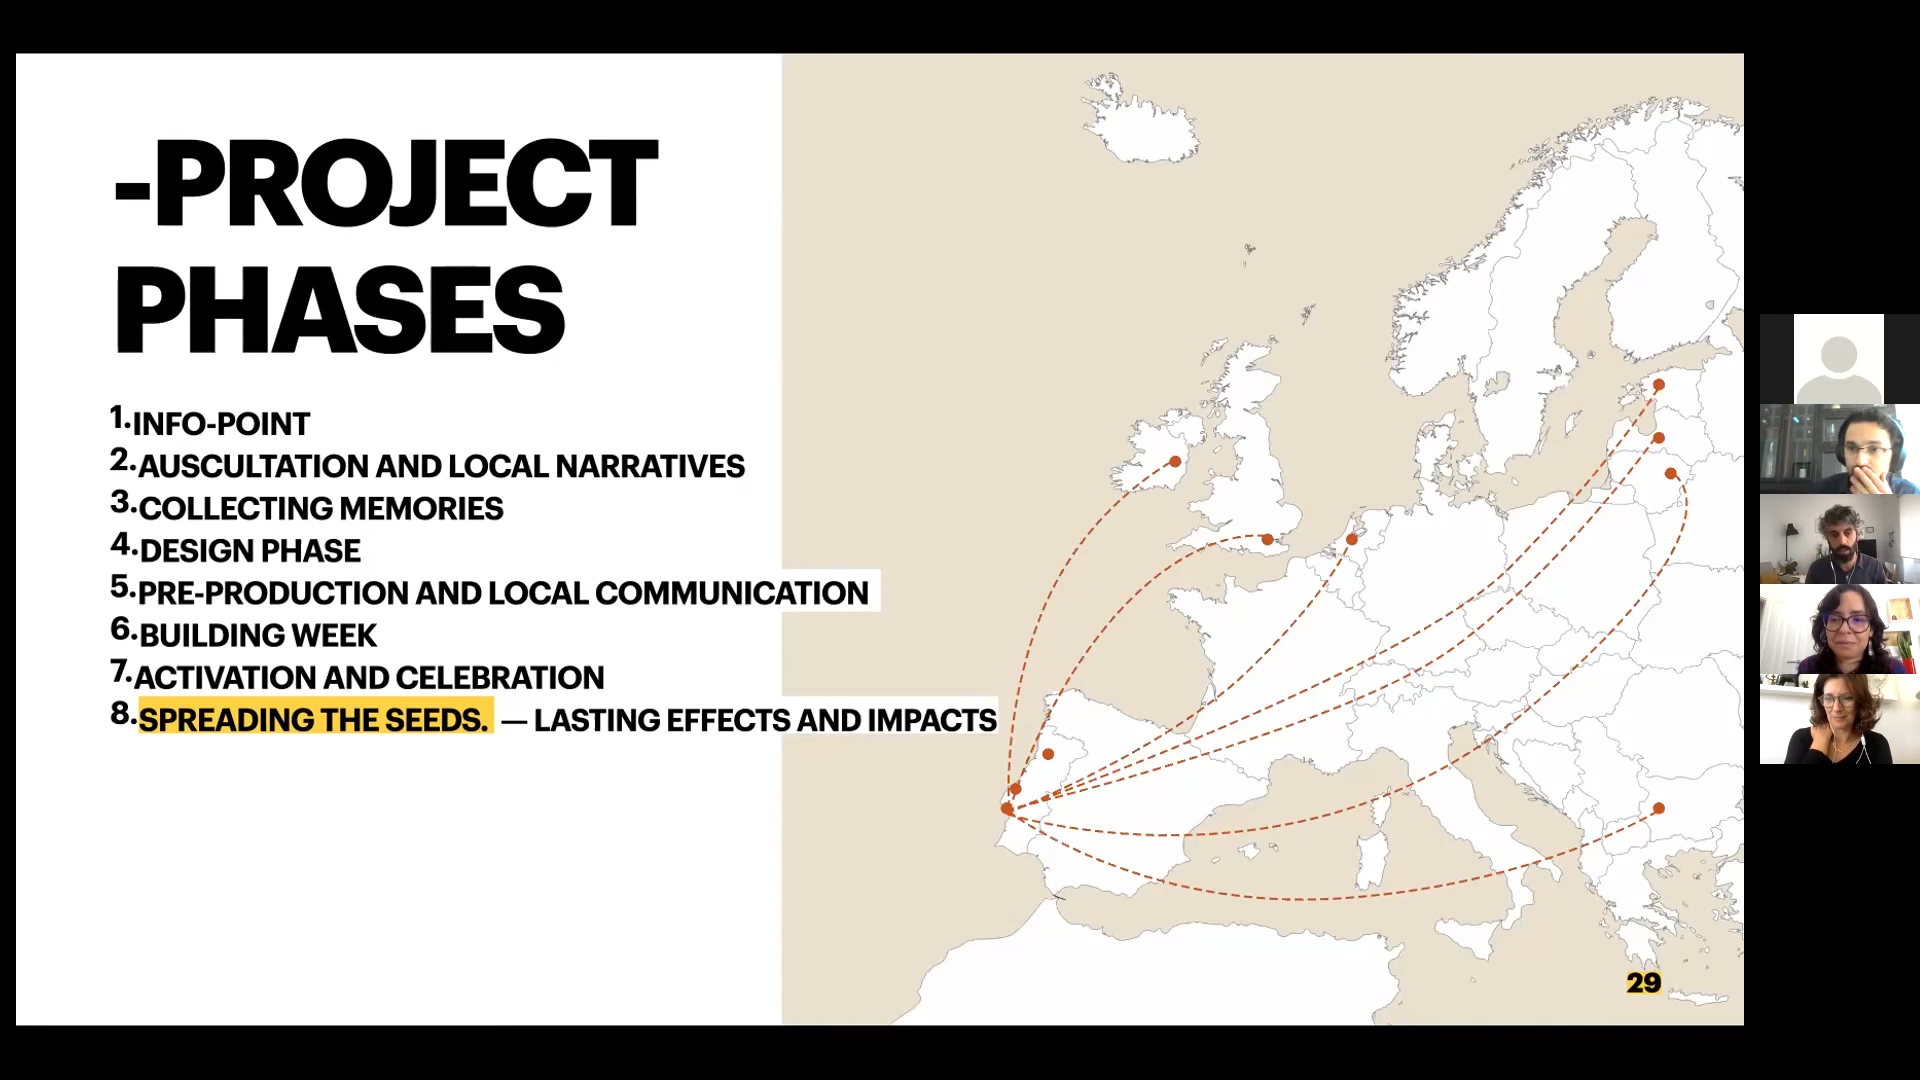 -PROJECT
PHASES
1.INFO-POINT
2.AUSCULTATION AND LOCAL NARRATIVES
3.COLLECTING MEMORIES
4.DESIGN PHASE
5.PRE-PRODUCTION AND LOCAL COMMUNICATION
6.BUILDING WEEK
7.ACTIVATION AND CELEBRATION
8.SPREADING THE SEEDS. — LASTING EFFECTS AND IMPACTS
29